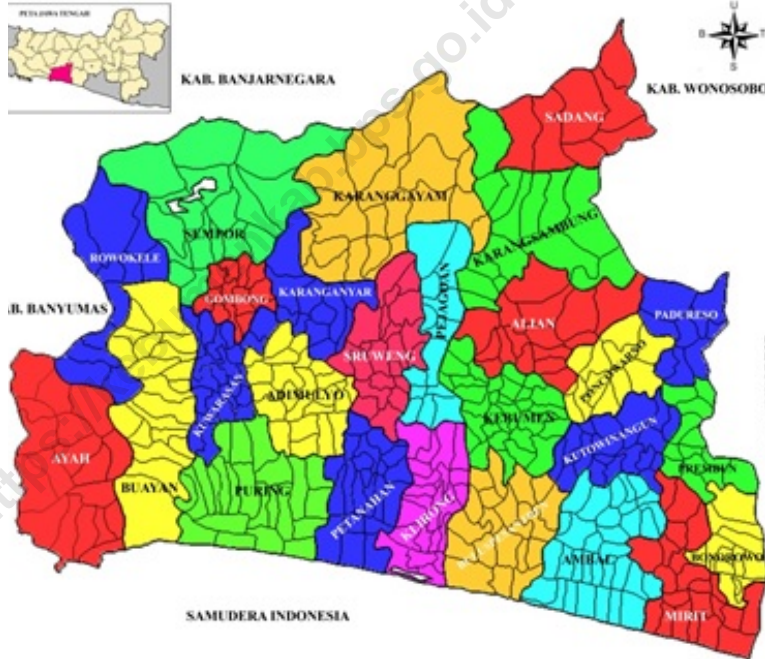 PETA JAWA TENGAH
U
B T
S
KAB. BANJARNEGARA
KAB. WONOSOBO
SADANG
KARANGGAYAM
KARANGSAMBUNG
SEMPOR
ROWOKELE
GOMBONG
KARANGANYAR
PEJAGOAN
AB. BANYUMAS
PADURESO
ALIAN
SRUWENG
PONCOWARNO
ADIMULYO
KUWARASAN
KEBUMEN
KUTOWINANGUN
AYAH
BUAYAN
PURING
PETANAHAN
KLIRONG
PREMBUN
AMBAL
BONOROWO
MIRIT
SAMUDERA INDONESIA